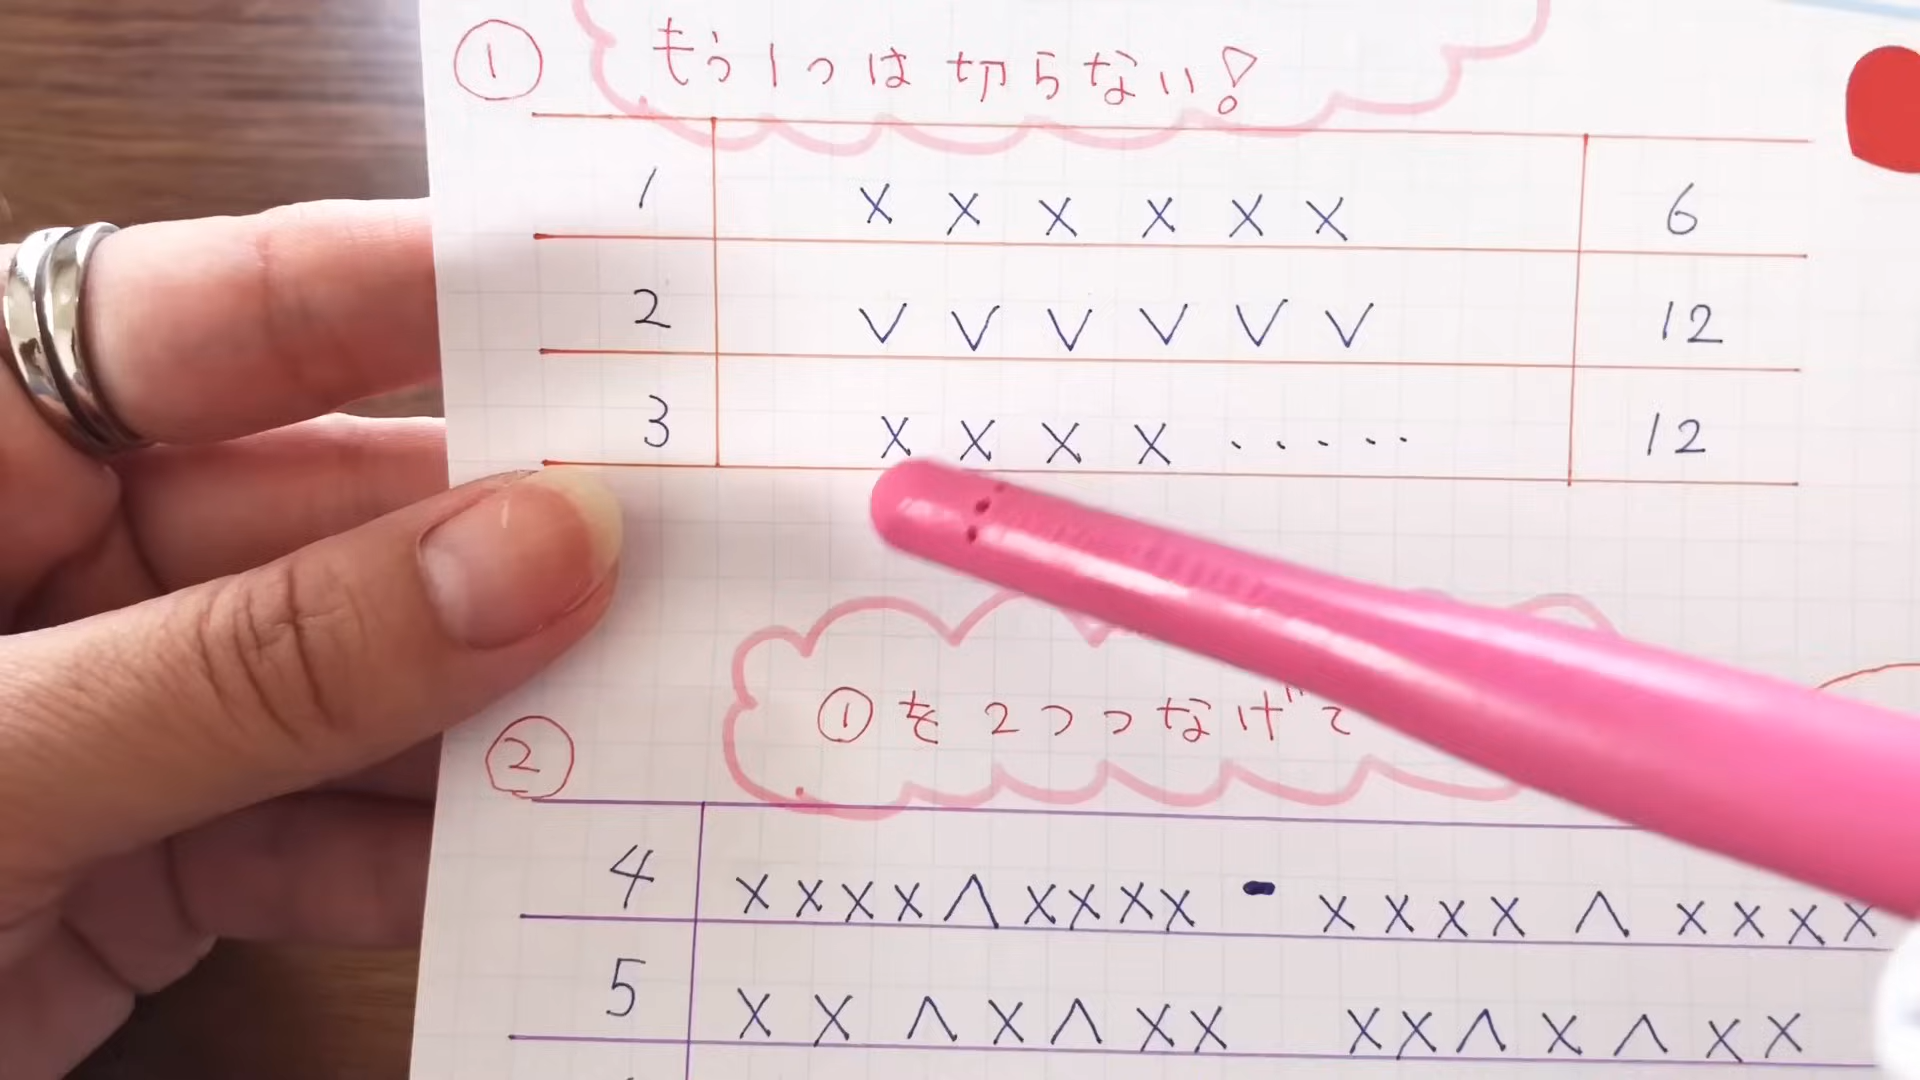 ① もう1つは切らない!
1 × × × × × × 6
2 V V V V V V 12
3 × × × × ・・・・・ 12
② ①を2つつなげて
4 ××××∧×××× - ××××∧××××
5 ××∧×∧×× ××∧×∧××